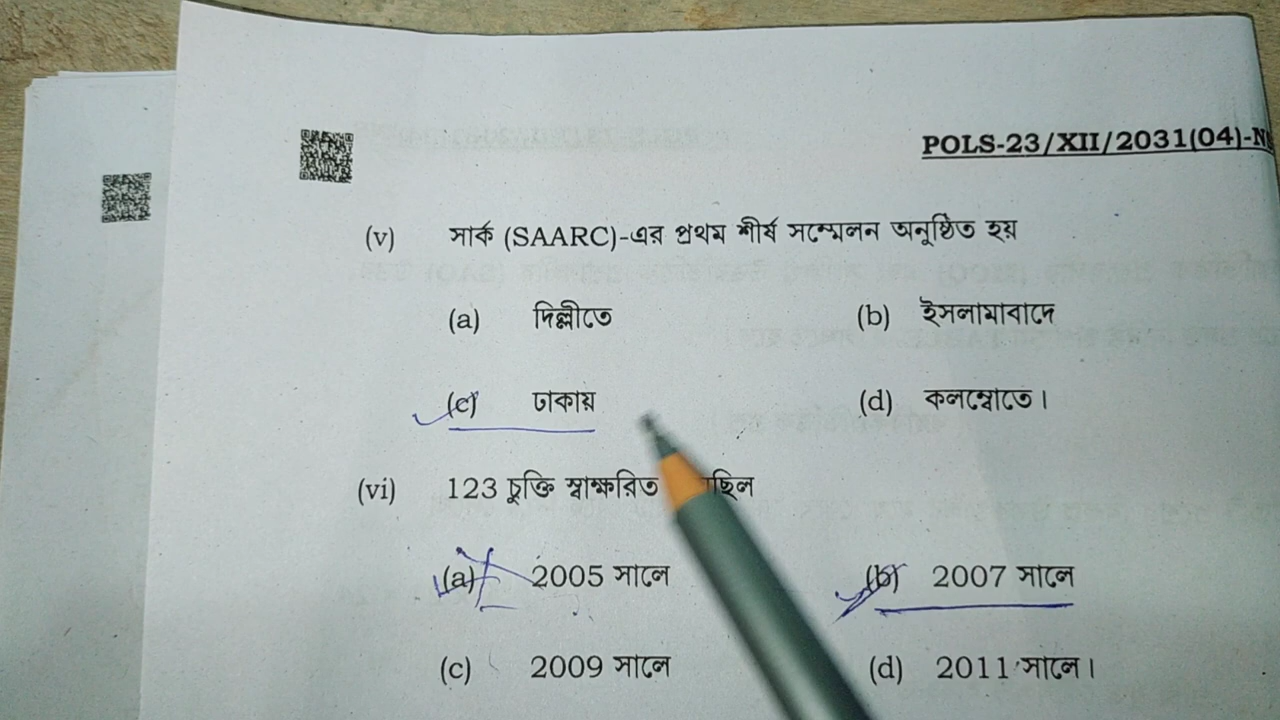 POLS-23/XII/2031(04)-N
(v) সার্ক (SAARC)-এর প্রথম শীর্ষ সম্মেলন অনুষ্ঠিত হয়
(a) দিল্লীতে (b) ইসলামাবাদে
(c) ঢাকায় (d) কলম্বোতে।
(vi) 123 চুক্তি স্বাক্ষরিত
(a) 2005 সালে (b) 2007 সালে
(c) 2009 সালে (d) 2011 সালে।